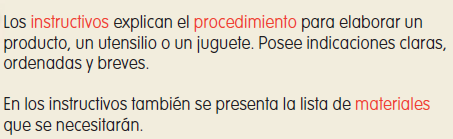 Los instructivos explican el procedimiento para elaborar un
producto, un utensilio o un juguete. Posee indicaciones claras,
ordenadas y breves.
En los instructivos también se presenta la lista de materiales
que se necesitarán.